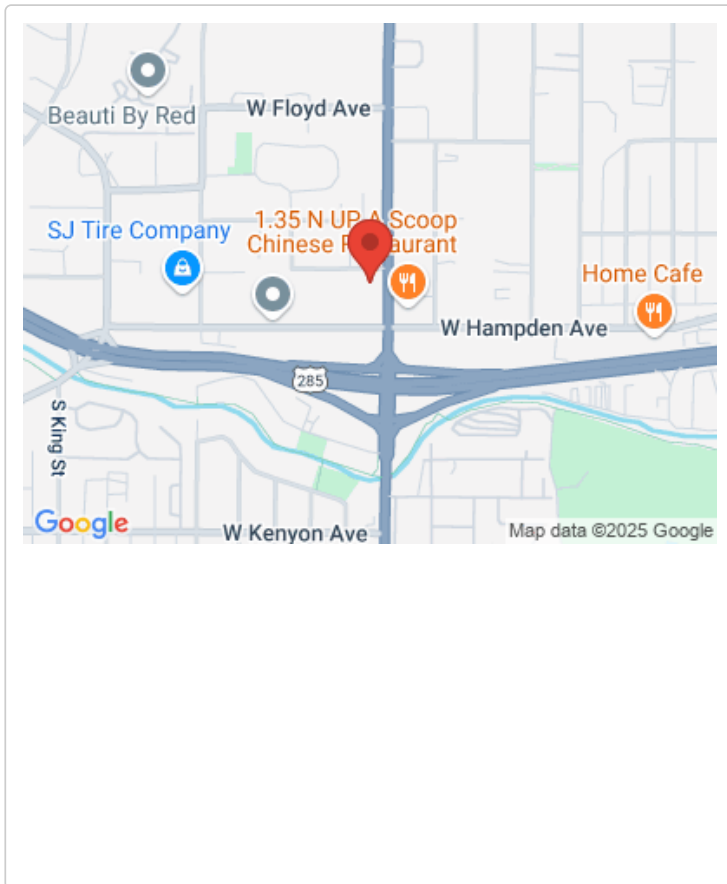 W Floyd Ave
Beauti By Red
1.35 N UP A Scoop
SJ Tire Company
Chinese Restaurant
Home Cafe
W Hampden Ave
285
S King St
W Kenyon Ave
Google
Map data ©2025 Google